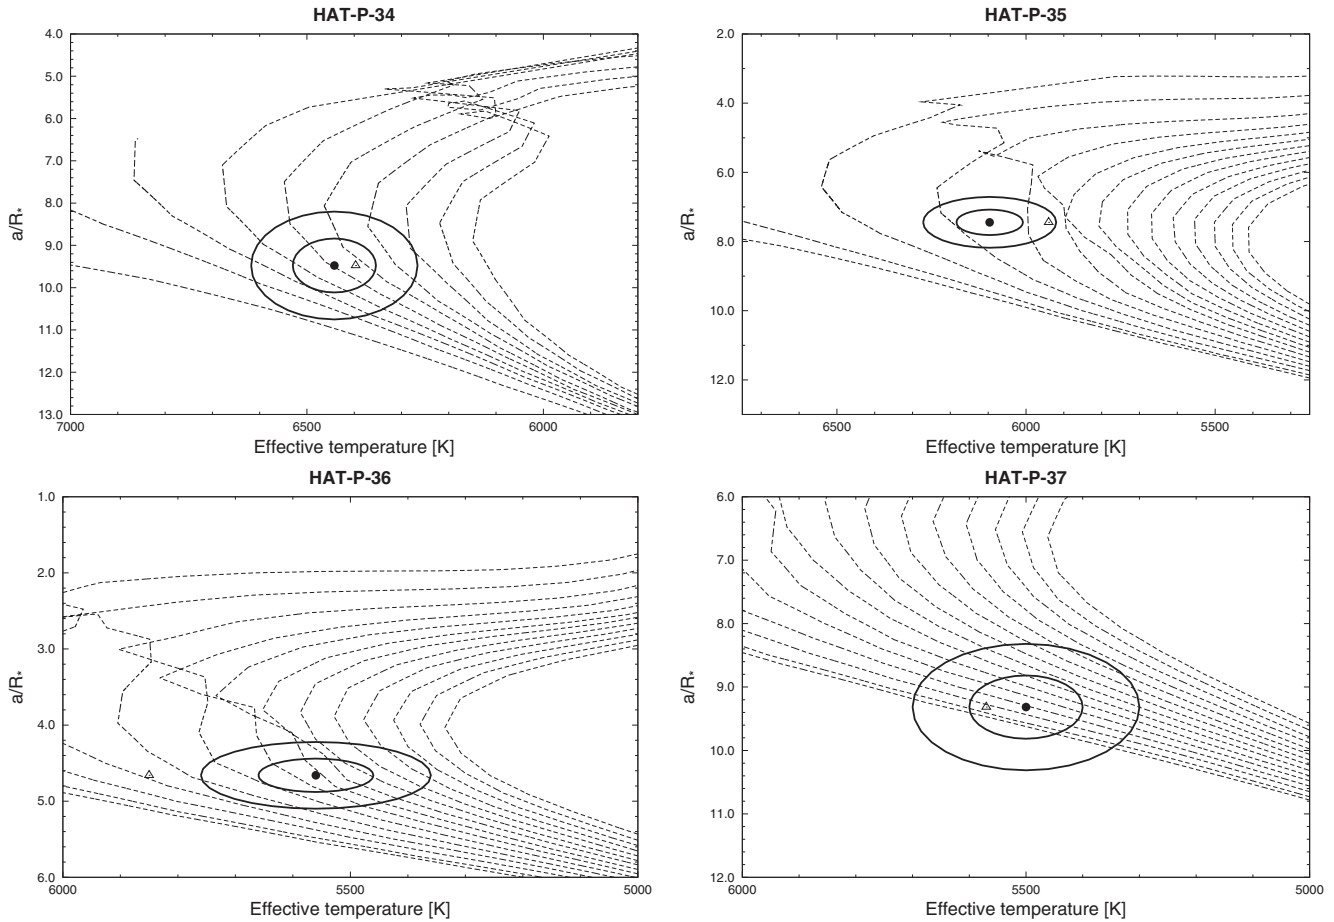 HAT-P-34
4.0
5.0
6.0
7.0
8.0
9.0
10.0
11.0
12.0
13.0
a/R*
7000 6500 6000
Effective temperature [K]
HAT-P-35
2.0
4.0
6.0
8.0
10.0
12.0
a/R*
6500 6000 5500
Effective temperature [K]
HAT-P-36
1.0
2.0
3.0
4.0
5.0
6.0
a/R*
6000 5500 5000
Effective temperature [K]
HAT-P-37
6.0
7.0
8.0
9.0
10.0
11.0
12.0
a/R*
6000 5500 5000
Effective temperature [K]